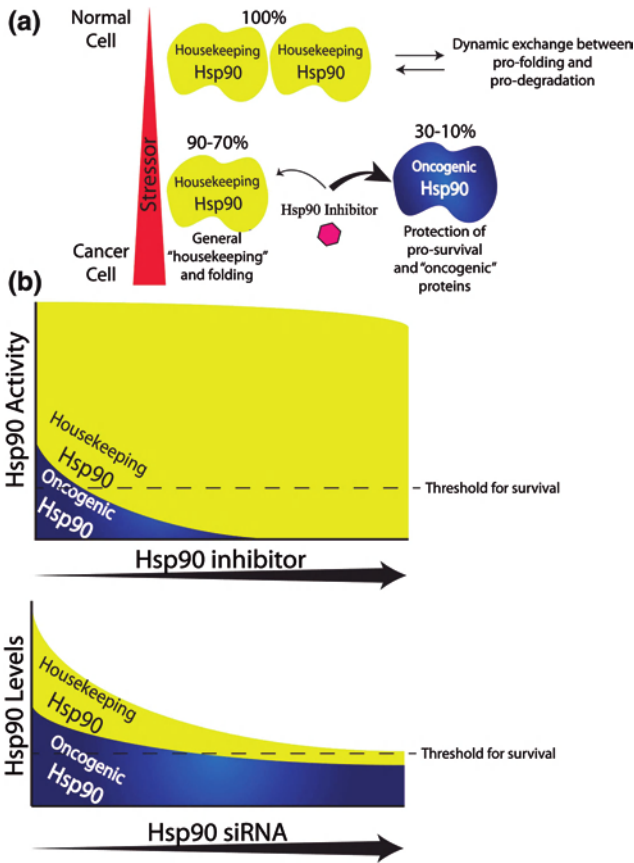 (a)
Normal
Cell
100%
Housekeeping
Hsp90
Housekeeping
Hsp90
Dynamic exchange between
pro-folding and
pro-degradation
Stressor
90-70%
Housekeeping
Hsp90
General
"housekeeping"
and folding
Hsp90 Inhibitor
30-10%
Oncogenic
Hsp90
Protection of
pro-survival
and "oncogenic"
proteins
Cancer
Cell
(b)
Hsp90 Activity
Housekeeping
Hsp90
Oncogenic
Hsp90
Threshold for survival
Hsp90 inhibitor
Hsp90 Levels
Housekeeping
Hsp90
Oncogenic
Hsp90
Threshold for survival
Hsp90 siRNA